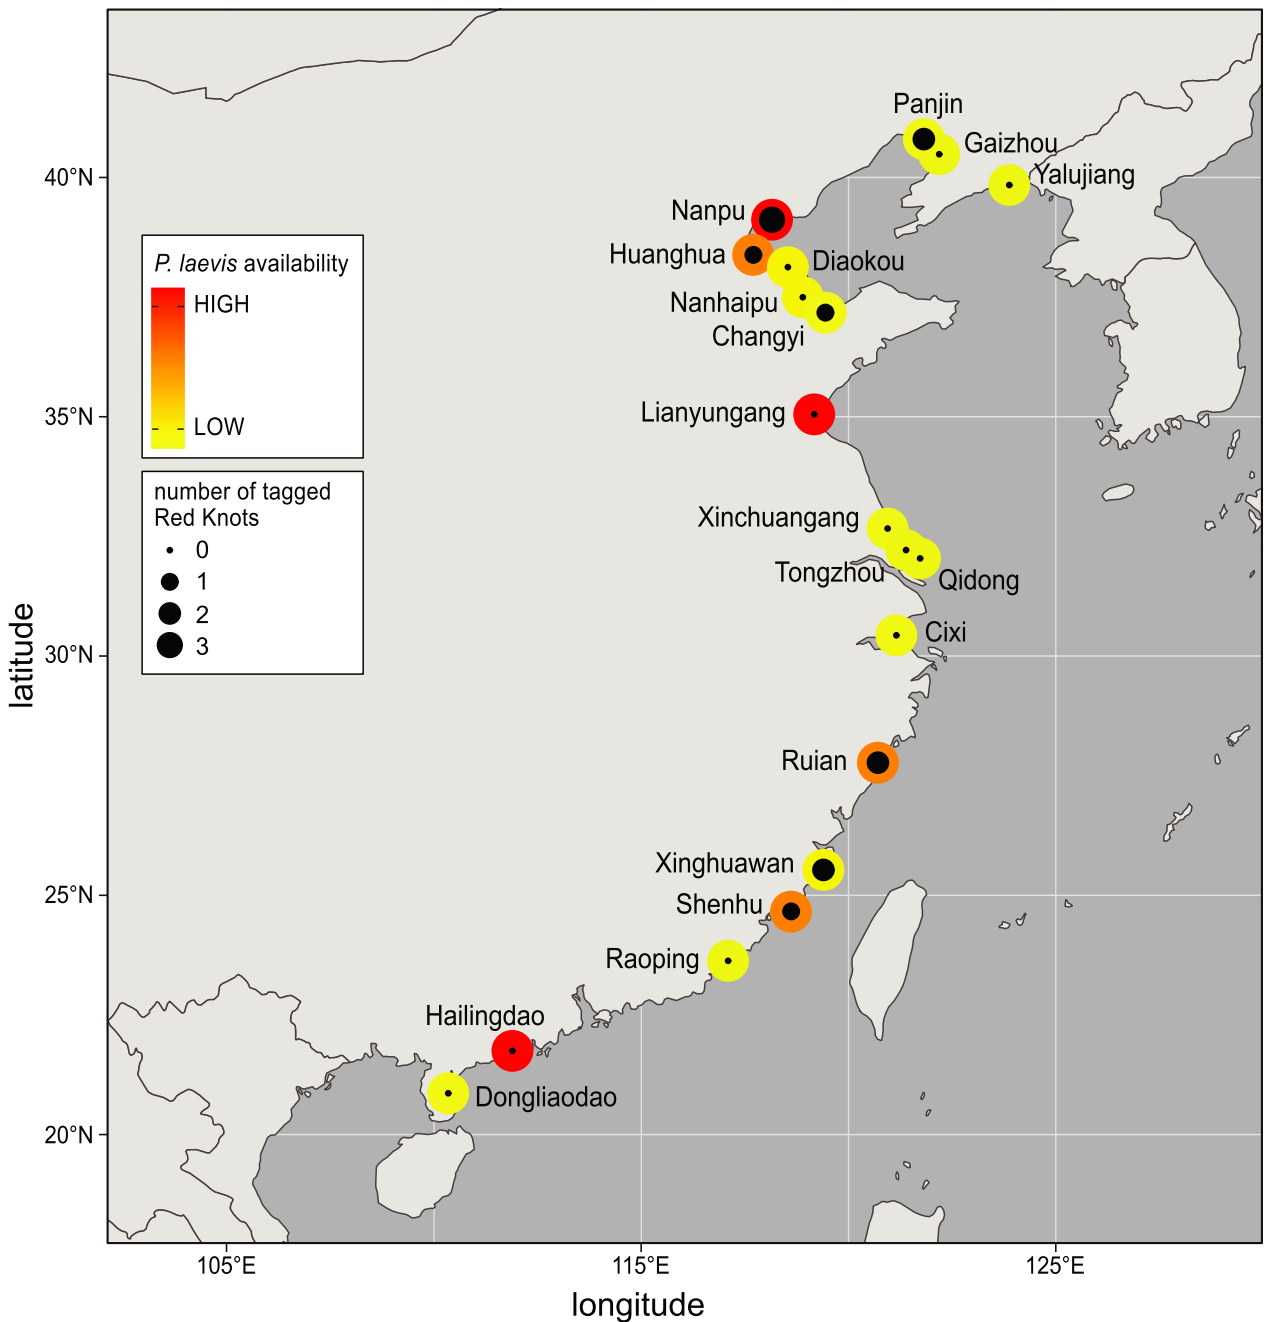 Panjin
Gaizhou
Yalujiang
Nanpu
Huanghua
Diaokou
Nanhaipu
Changyi
Lianyungang
Xinchuangang
Tongzhou
Qidong
Cixi
Ruian
Xinghuawan
Shenhu
Raoping
Hailingdao
Dongliaodao
P. laevis availability
HIGH
LOW
number of tagged
Red Knots
0
1
2
3
40°N
35°N
30°N
25°N
20°N
latitude
105°E
115°E
125°E
longitude